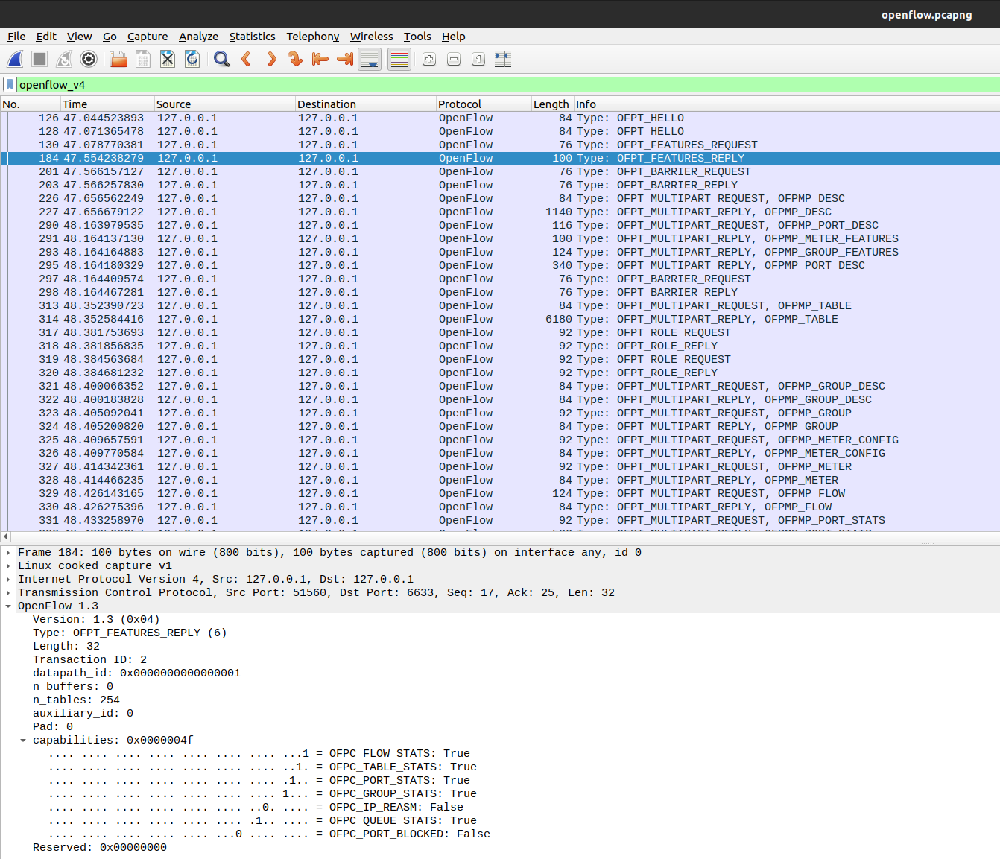 openflow.pcapng
File Edit View Go Capture Analyze Statistics Telephony Wireless Tools Help
openflow_v4
No. Time Source Destination Protocol Length Info
126 47.044523893 127.0.0.1 127.0.0.1 OpenFlow 84 Type: OFPT_HELLO
128 47.071365478 127.0.0.1 127.0.0.1 OpenFlow 84 Type: OFPT_HELLO
130 47.078770381 127.0.0.1 127.0.0.1 OpenFlow 76 Type: OFPT_FEATURES_REQUEST
184 47.554238279 127.0.0.1 127.0.0.1 OpenFlow 100 Type: OFPT_FEATURES_REPLY
201 47.566157127 127.0.0.1 127.0.0.1 OpenFlow 76 Type: OFPT_BARRIER_REQUEST
203 47.566257830 127.0.0.1 127.0.0.1 OpenFlow 76 Type: OFPT_BARRIER_REPLY
226 47.656562249 127.0.0.1 127.0.0.1 OpenFlow 84 Type: OFPT_MULTIPART_REQUEST, OFPMP_DESC
227 47.656679122 127.0.0.1 127.0.0.1 OpenFlow 1140 Type: OFPT_MULTIPART_REPLY, OFPMP_DESC
290 48.163979535 127.0.0.1 127.0.0.1 OpenFlow 116 Type: OFPT_MULTIPART_REQUEST, OFPMP_PORT_DESC
291 48.164137130 127.0.0.1 127.0.0.1 OpenFlow 100 Type: OFPT_MULTIPART_REPLY, OFPMP_METER_FEATURES
293 48.164164883 127.0.0.1 127.0.0.1 OpenFlow 124 Type: OFPT_MULTIPART_REPLY, OFPMP_GROUP_FEATURES
295 48.164180329 127.0.0.1 127.0.0.1 OpenFlow 340 Type: OFPT_MULTIPART_REPLY, OFPMP_PORT_DESC
297 48.164409574 127.0.0.1 127.0.0.1 OpenFlow 76 Type: OFPT_BARRIER_REQUEST
298 48.164467281 127.0.0.1 127.0.0.1 OpenFlow 76 Type: OFPT_BARRIER_REPLY
313 48.352390723 127.0.0.1 127.0.0.1 OpenFlow 84 Type: OFPT_MULTIPART_REQUEST, OFPMP_TABLE
314 48.352584416 127.0.0.1 127.0.0.1 OpenFlow 6180 Type: OFPT_MULTIPART_REPLY, OFPMP_TABLE
317 48.381753693 127.0.0.1 127.0.0.1 OpenFlow 92 Type: OFPT_ROLE_REQUEST
318 48.381856835 127.0.0.1 127.0.0.1 OpenFlow 92 Type: OFPT_ROLE_REPLY
319 48.384563684 127.0.0.1 127.0.0.1 OpenFlow 92 Type: OFPT_ROLE_REQUEST
320 48.384681232 127.0.0.1 127.0.0.1 OpenFlow 92 Type: OFPT_ROLE_REPLY
321 48.400066352 127.0.0.1 127.0.0.1 OpenFlow 84 Type: OFPT_MULTIPART_REQUEST, OFPMP_GROUP_DESC
322 48.400183828 127.0.0.1 127.0.0.1 OpenFlow 84 Type: OFPT_MULTIPART_REPLY, OFPMP_GROUP_DESC
323 48.405092041 127.0.0.1 127.0.0.1 OpenFlow 92 Type: OFPT_MULTIPART_REQUEST, OFPMP_GROUP
324 48.405200820 127.0.0.1 127.0.0.1 OpenFlow 84 Type: OFPT_MULTIPART_REPLY, OFPMP_GROUP
325 48.409657591 127.0.0.1 127.0.0.1 OpenFlow 92 Type: OFPT_MULTIPART_REQUEST, OFPMP_METER_CONFIG
326 48.409770584 127.0.0.1 127.0.0.1 OpenFlow 84 Type: OFPT_MULTIPART_REPLY, OFPMP_METER_CONFIG
327 48.414342361 127.0.0.1 127.0.0.1 OpenFlow 92 Type: OFPT_MULTIPART_REQUEST, OFPMP_METER
328 48.414466235 127.0.0.1 127.0.0.1 OpenFlow 84 Type: OFPT_MULTIPART_REPLY, OFPMP_METER
329 48.426143165 127.0.0.1 127.0.0.1 OpenFlow 124 Type: OFPT_MULTIPART_REQUEST, OFPMP_FLOW
330 48.426275396 127.0.0.1 127.0.0.1 OpenFlow 84 Type: OFPT_MULTIPART_REPLY, OFPMP_FLOW
331 48.433258970 127.0.0.1 127.0.0.1 OpenFlow 92 Type: OFPT_MULTIPART_REQUEST, OFPMP_PORT_STATS
Frame 184: 100 bytes on wire (800 bits), 100 bytes captured (800 bits) on interface any, id 0
Linux cooked capture v1
Internet Protocol Version 4, Src: 127.0.0.1, Dst: 127.0.0.1
Transmission Control Protocol, Src Port: 51560, Dst Port: 6633, Seq: 17, Ack: 25, Len: 32
OpenFlow 1.3
Version: 1.3 (0x04)
Type: OFPT_FEATURES_REPLY (6)
Length: 32
Transaction ID: 2
datapath_id: 0x0000000000000001
n_buffers: 0
n_tables: 254
auxiliary_id: 0
Pad: 0
capabilities: 0x0000004f
.... .... .... .... .... .... .... ...1 = OFPC_FLOW_STATS: True
.... .... .... .... .... .... .... ..1. = OFPC_TABLE_STATS: True
.... .... .... .... .... .... .... .1.. = OFPC_PORT_STATS: True
.... .... .... .... .... .... .... 1... = OFPC_GROUP_STATS: True
.... .... .... .... .... .... ..0. .... = OFPC_IP_REASM: False
.... .... .... .... .... .... .1.. .... = OFPC_QUEUE_STATS: True
.... .... .... .... .... ...0 .... .... = OFPC_PORT_BLOCKED: False
Reserved: 0x00000000